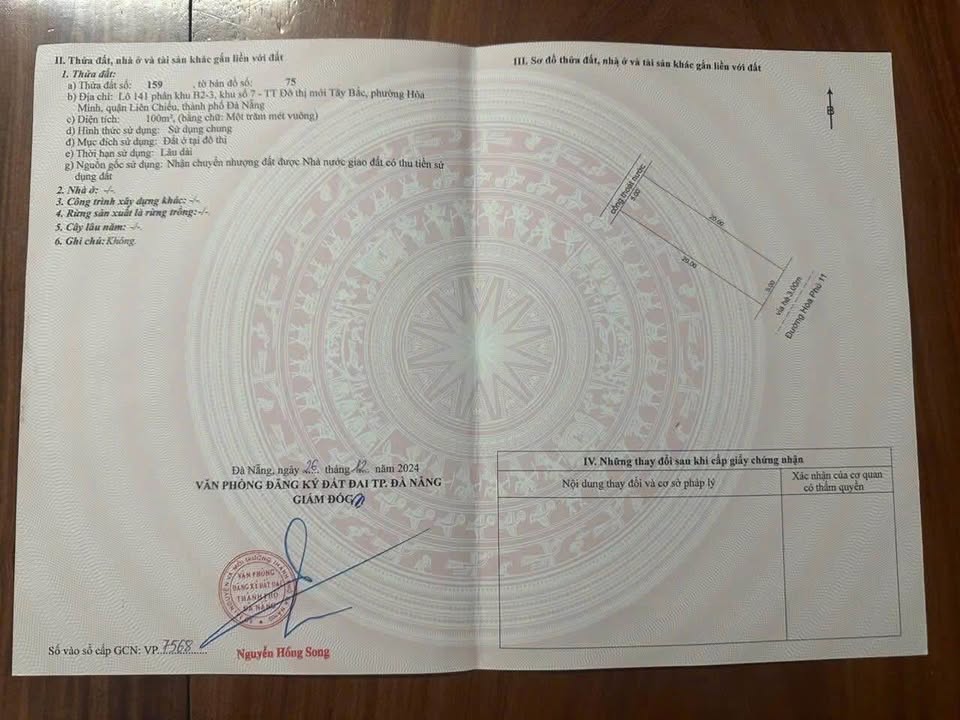 II. Thửa đất, nhà ở và tài sản khác gắn liền với đất
1. Thửa đất:
a) Thửa đất số: 159 , tờ bản đồ số: 75
b) Địa chỉ: Lô 141 phân khu B2-3, khu số 7 - TT Đô thị mới Tây Bắc, phường Hòa
Minh, quận Liên Chiểu, thành phố Đà Nẵng
c) Diện tích: 100m², (bằng chữ: Một trăm mét vuông)
d) Hình thức sử dụng: Sử dụng chung
đ) Mục đích sử dụng: Đất ở tại đô thị
e) Thời hạn sử dụng: Lâu dài
g) Nguồn gốc sử dụng: Nhận chuyển nhượng đất được Nhà nước giao đất có thu tiền sử
dụng đất
2. Nhà ở: -/-.
3. Công trình xây dựng khác: -/-
4. Rừng sản xuất là rừng trồng:-/-.
5. Cây lâu năm: -/-.
6. Ghi chú: Không.
Đà Nẵng, ngày 26 tháng 12 năm 2024
VĂN PHÒNG ĐĂNG KÝ ĐẤT ĐAI TP. ĐÀ NẴNG
GIÁM ĐỐC
VĂN PHÒNG
ĐĂNG KÝ ĐẤT ĐAI
THÀNH PHỐ
ĐÀ NẴNG
Nguyễn Hồng Song
Số vào sổ cấp GCN: VP.7568
III. Sơ đồ thửa đất, nhà ở và tài sản khác gắn liền với đất
B
cống thoát nước
5.00
20.00
20.00
5.00
vỉa hè 3.00m
Đường Hòa Phú 11
IV. Những thay đổi sau khi cấp giấy chứng nhận
Nội dung thay đổi và cơ sở pháp lý
Xác nhận của cơ quan
có thẩm quyền